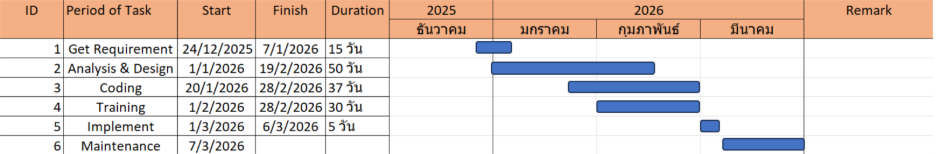 ID Period of Task Start Finish Duration 2025 2026 Remark
ธันวาคม มกราคม กุมภาพันธ์ มีนาคม
1 Get Requirement 24/12/2025 7/1/2026 15 วัน
2 Analysis & Design 1/1/2026 19/2/2026 50 วัน
3 Coding 20/1/2026 28/2/2026 37 วัน
4 Training 1/2/2026 28/2/2026 30 วัน
5 Implement 1/3/2026 6/3/2026 5 วัน
6 Maintenance 7/3/2026